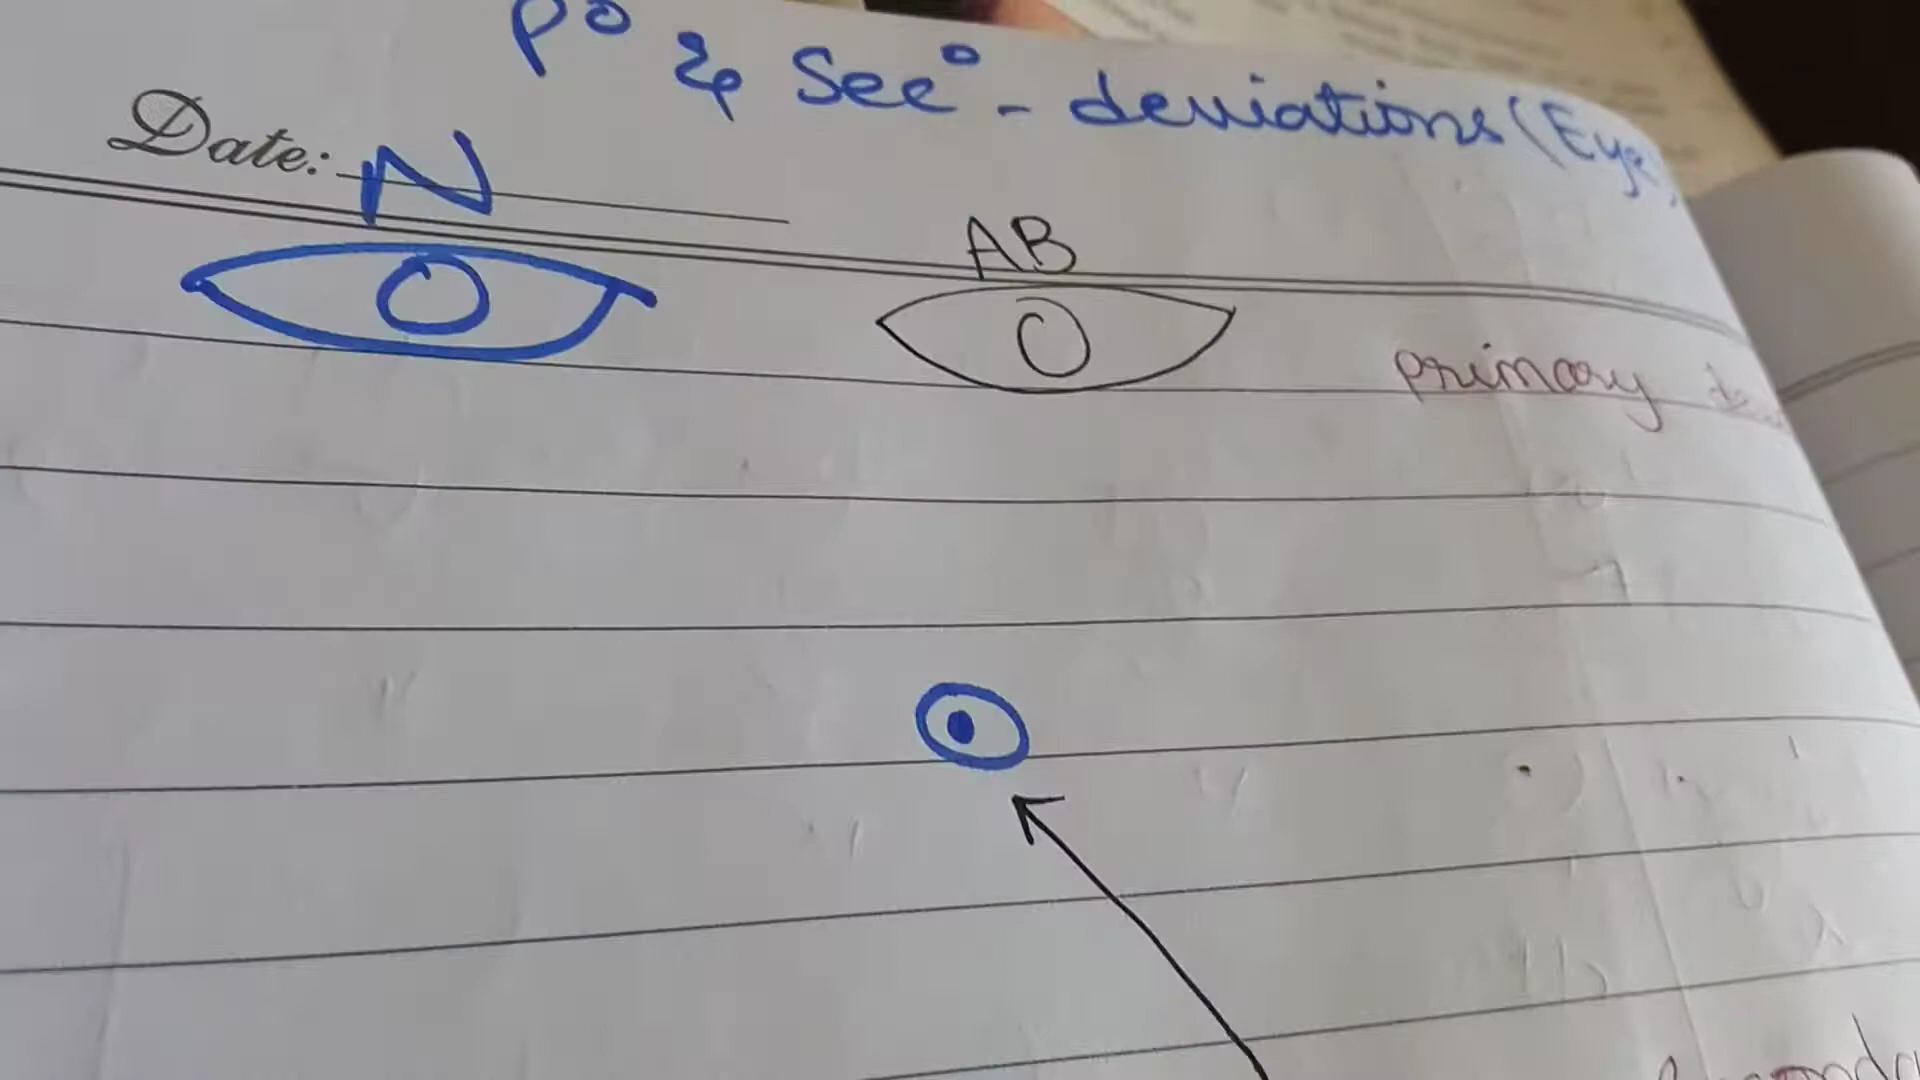 P° & Sec° - deviations (Eye)
Date: N
AB
primary